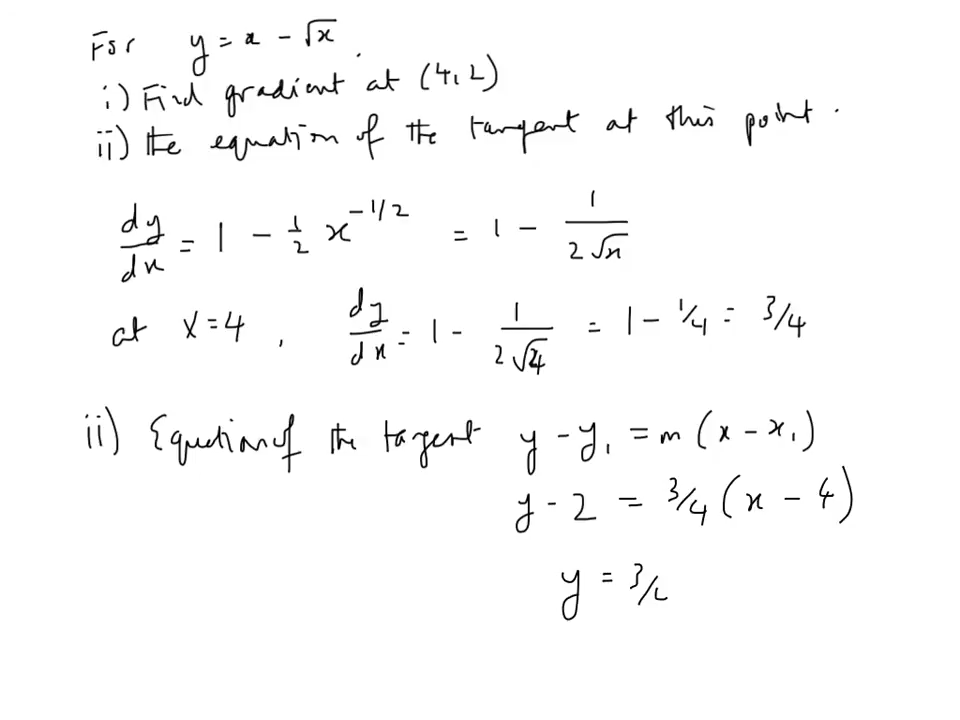 For y = x - √x.
i) Find gradient at (4, 2)
ii) the equation of the tangent at this point.
dy/dx = 1 - 1/2 x^-1/2 = 1 - 1/(2√x)
at x=4, dy/dx = 1 - 1/(2√4) = 1 - 1/4 = 3/4
ii) Equation of the tangent y - y₁ = m (x - x₁)
y - 2 = 3/4 (x - 4)
y = 3/